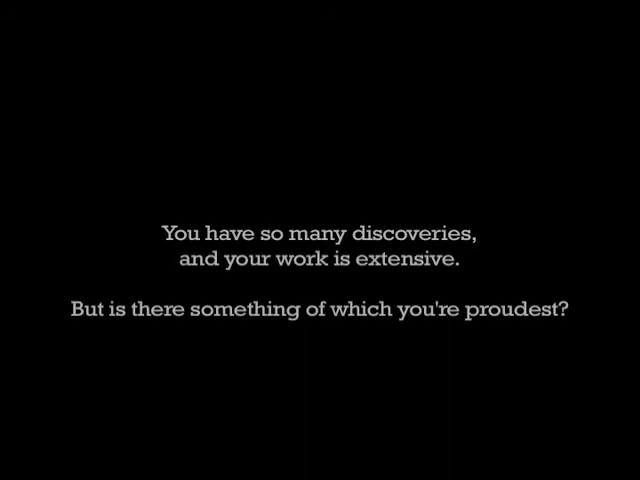 You have so many discoveries,
and your work is extensive.
But is there something of which you're proudest?